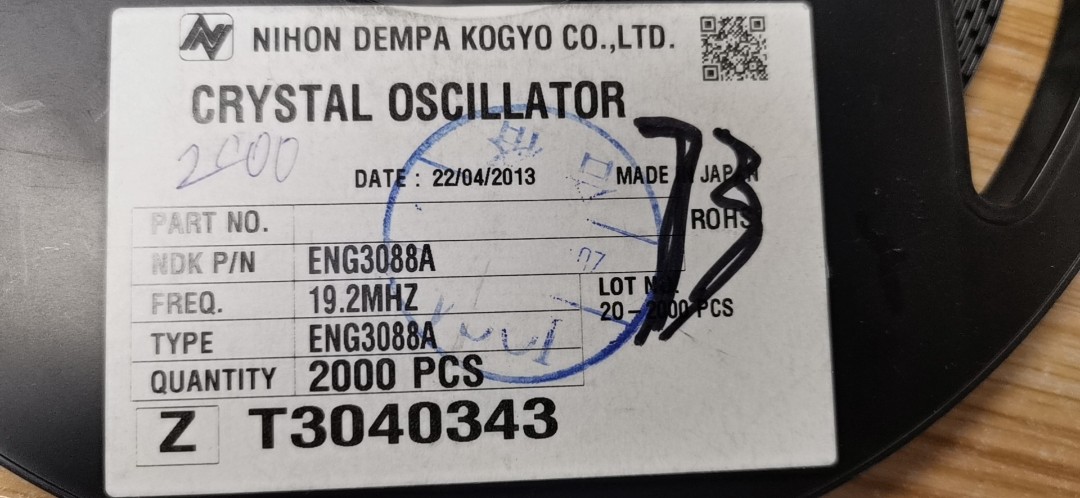 NIHON DEMPA KOGYO CO.,LTD.
CRYSTAL OSCILLATOR
2000
DATE : 22/04/2013 MADE JAPAN
PART NO. ROHS
NDK P/N ENG3088A
FREQ. 19.2MHZ
LOT No.
20-2000 PCS
TYPE ENG3088A
QUANTITY 2000 PCS
Z T3040343